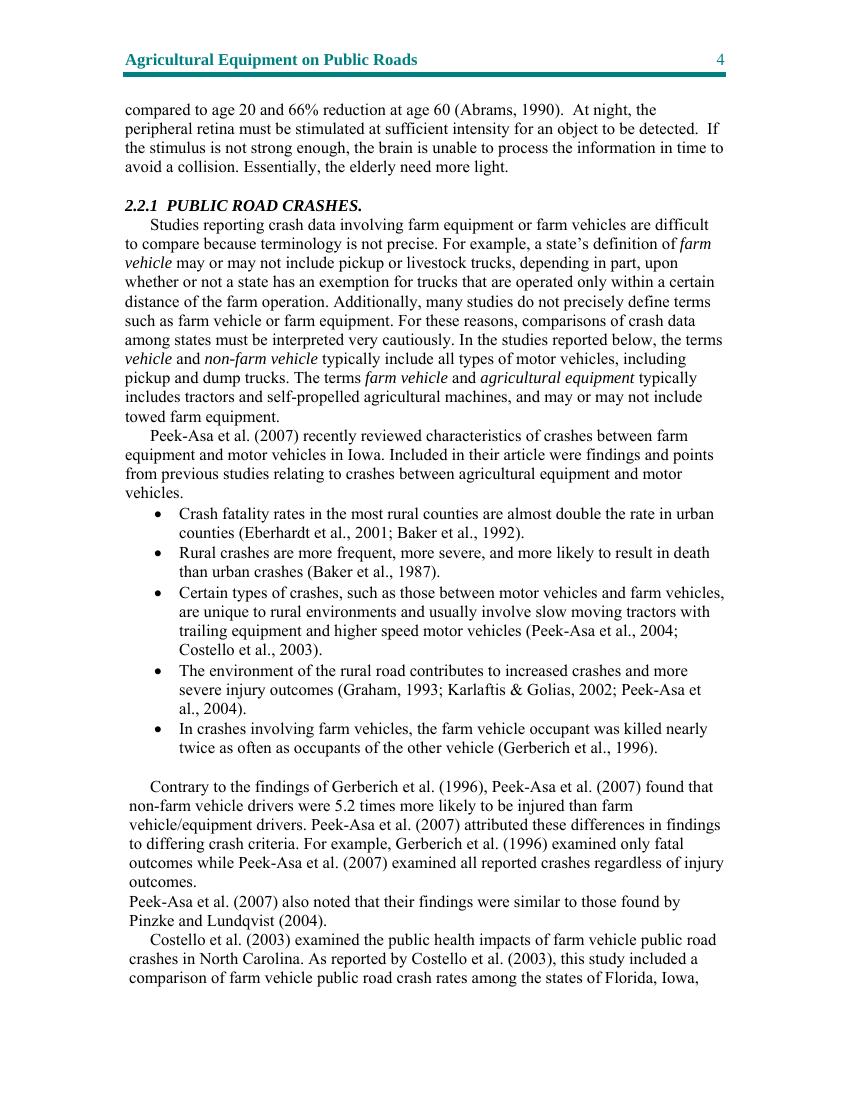 Agricultural Equipment on Public Roads 4
compared to age 20 and 66% reduction at age 60 (Abrams, 1990).  At night, the
peripheral retina must be stimulated at sufficient intensity for an object to be detected.  If
the stimulus is not strong enough, the brain is unable to process the information in time to
avoid a collision. Essentially, the elderly need more light.
2.2.1  PUBLIC ROAD CRASHES.
Studies reporting crash data involving farm equipment or farm vehicles are difficult
to compare because terminology is not precise. For example, a state’s definition of farm
vehicle may or may not include pickup or livestock trucks, depending in part, upon
whether or not a state has an exemption for trucks that are operated only within a certain
distance of the farm operation. Additionally, many studies do not precisely define terms
such as farm vehicle or farm equipment. For these reasons, comparisons of crash data
among states must be interpreted very cautiously. In the studies reported below, the terms
vehicle and non-farm vehicle typically include all types of motor vehicles, including
pickup and dump trucks. The terms farm vehicle and agricultural equipment typically
includes tractors and self-propelled agricultural machines, and may or may not include
towed farm equipment.
Peek-Asa et al. (2007) recently reviewed characteristics of crashes between farm
equipment and motor vehicles in Iowa. Included in their article were findings and points
from previous studies relating to crashes between agricultural equipment and motor
vehicles.
• Crash fatality rates in the most rural counties are almost double the rate in urban
counties (Eberhardt et al., 2001; Baker et al., 1992).
• Rural crashes are more frequent, more severe, and more likely to result in death
than urban crashes (Baker et al., 1987).
• Certain types of crashes, such as those between motor vehicles and farm vehicles,
are unique to rural environments and usually involve slow moving tractors with
trailing equipment and higher speed motor vehicles (Peek-Asa et al., 2004;
Costello et al., 2003).
• The environment of the rural road contributes to increased crashes and more
severe injury outcomes (Graham, 1993; Karlaftis & Golias, 2002; Peek-Asa et
al., 2004).
• In crashes involving farm vehicles, the farm vehicle occupant was killed nearly
twice as often as occupants of the other vehicle (Gerberich et al., 1996).
Contrary to the findings of Gerberich et al. (1996), Peek-Asa et al. (2007) found that
non-farm vehicle drivers were 5.2 times more likely to be injured than farm
vehicle/equipment drivers. Peek-Asa et al. (2007) attributed these differences in findings
to differing crash criteria. For example, Gerberich et al. (1996) examined only fatal
outcomes while Peek-Asa et al. (2007) examined all reported crashes regardless of injury
outcomes.
Peek-Asa et al. (2007) also noted that their findings were similar to those found by
Pinzke and Lundqvist (2004).
Costello et al. (2003) examined the public health impacts of farm vehicle public road
crashes in North Carolina. As reported by Costello et al. (2003), this study included a
comparison of farm vehicle public road crash rates among the states of Florida, Iowa,